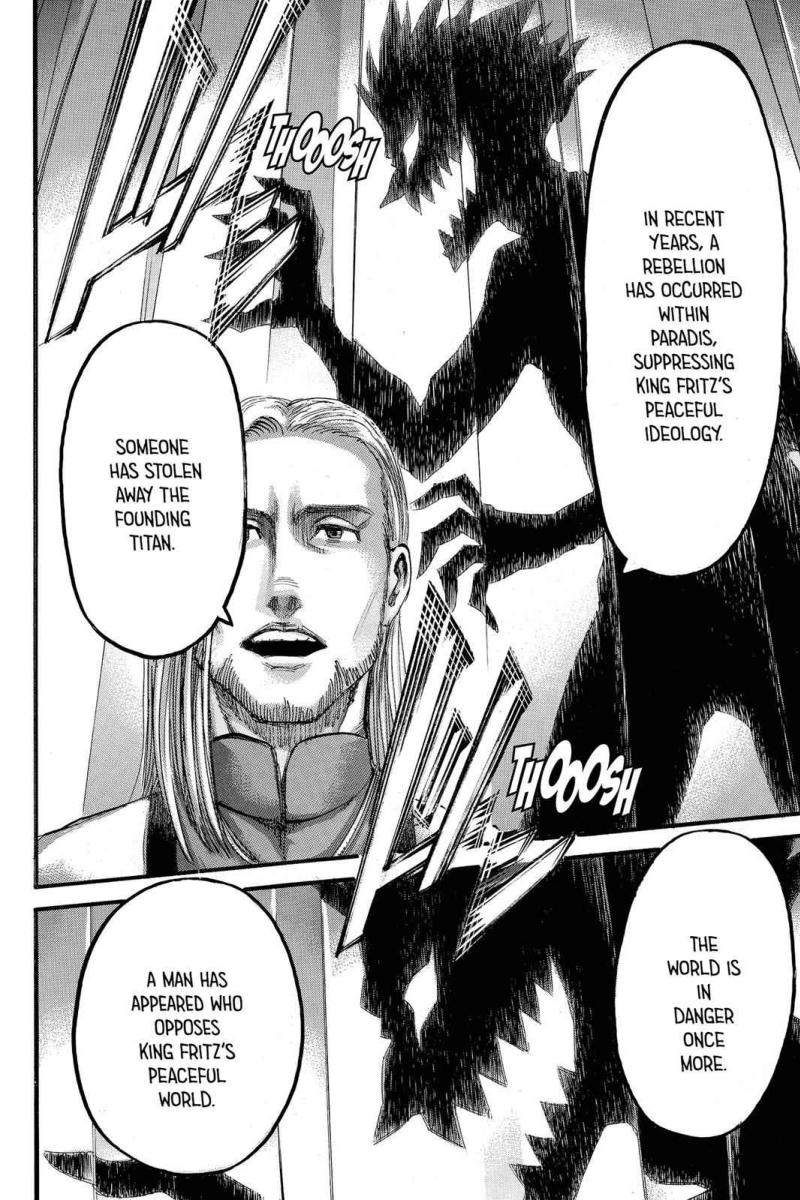 THOOOSH
IN RECENT
YEARS, A
REBELLION
HAS OCCURRED
WITHIN
PARADIS,
SUPPRESSING
KING FRITZ'S
PEACEFUL
IDEOLOGY.
SOMEONE
HAS STOLEN
AWAY THE
FOUNDING
TITAN.
THOOOSH
THE
WORLD IS
IN
DANGER
ONCE
MORE.
A MAN HAS
APPEARED WHO
OPPOSES
KING FRITZ'S
PEACEFUL
WORLD.